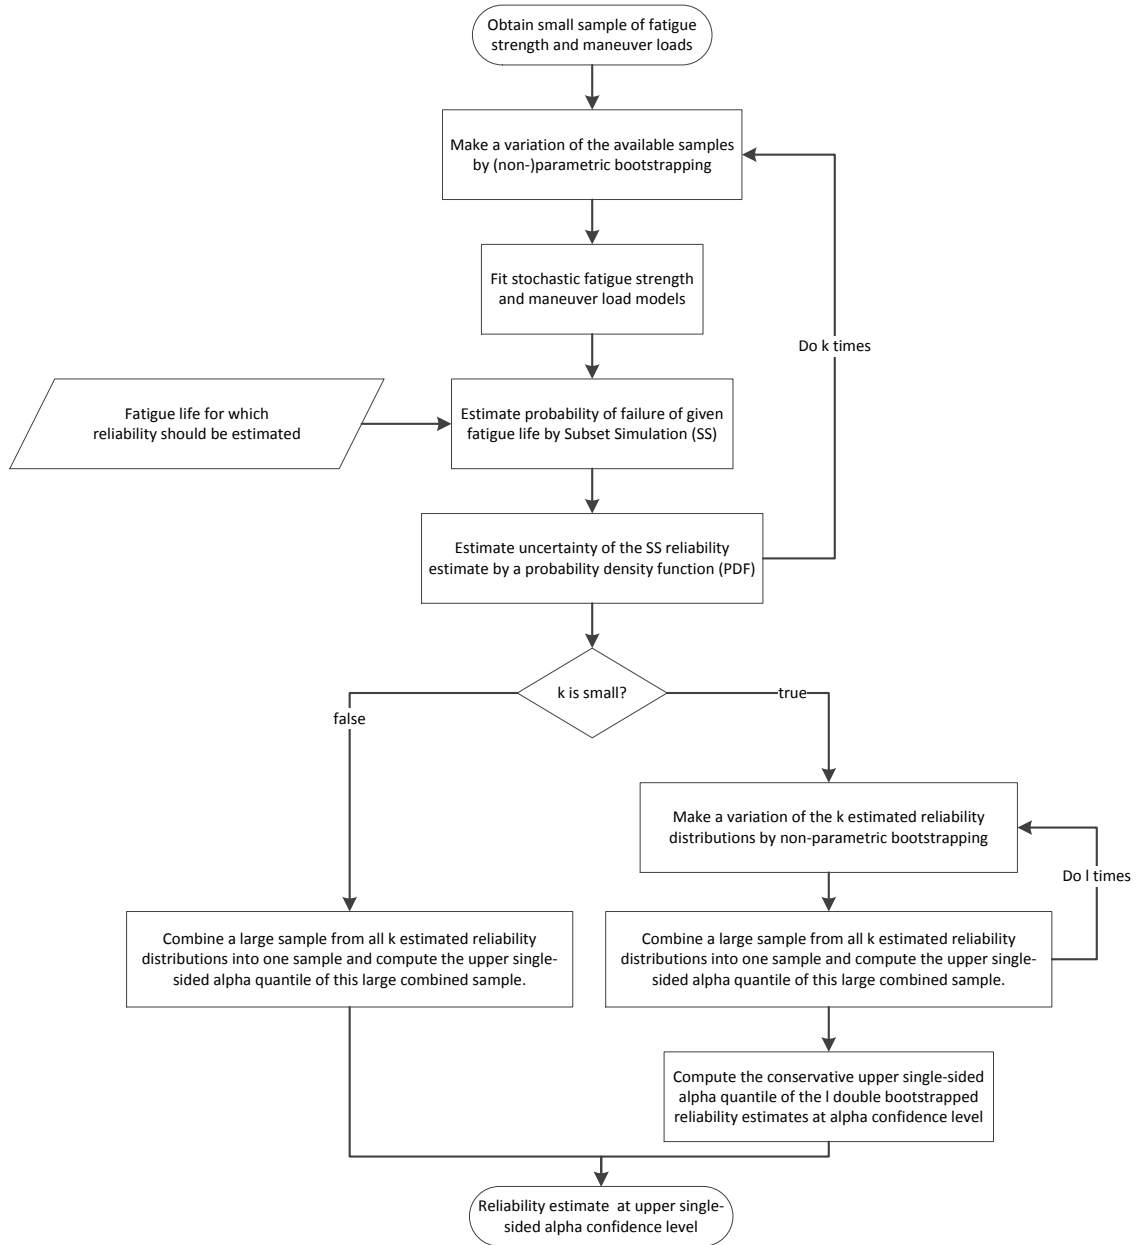 Obtain small sample of fatigue
strength and maneuver loads
Make a variation of the available samples
by (non-)parametric bootstrapping
Fit stochastic fatigue strength
and maneuver load models
Do k times
Fatigue life for which
reliability should be estimated
Estimate probability of failure of given
fatigue life by Subset Simulation (SS)
Estimate uncertainty of the SS reliability
estimate by a probability density function (PDF)
k is small?
true
false
Make a variation of the k estimated reliability
distributions by non-parametric bootstrapping
Do l times
Combine a large sample from all k estimated reliability
distributions into one sample and compute the upper single-
sided alpha quantile of this large combined sample.
Combine a large sample from all k estimated reliability
distributions into one sample and compute the upper single-
sided alpha quantile of this large combined sample.
Compute the conservative upper single-sided
alpha quantile of the l double bootstrapped
reliability estimates at alpha confidence level
Reliability estimate  at upper single-
sided alpha confidence level